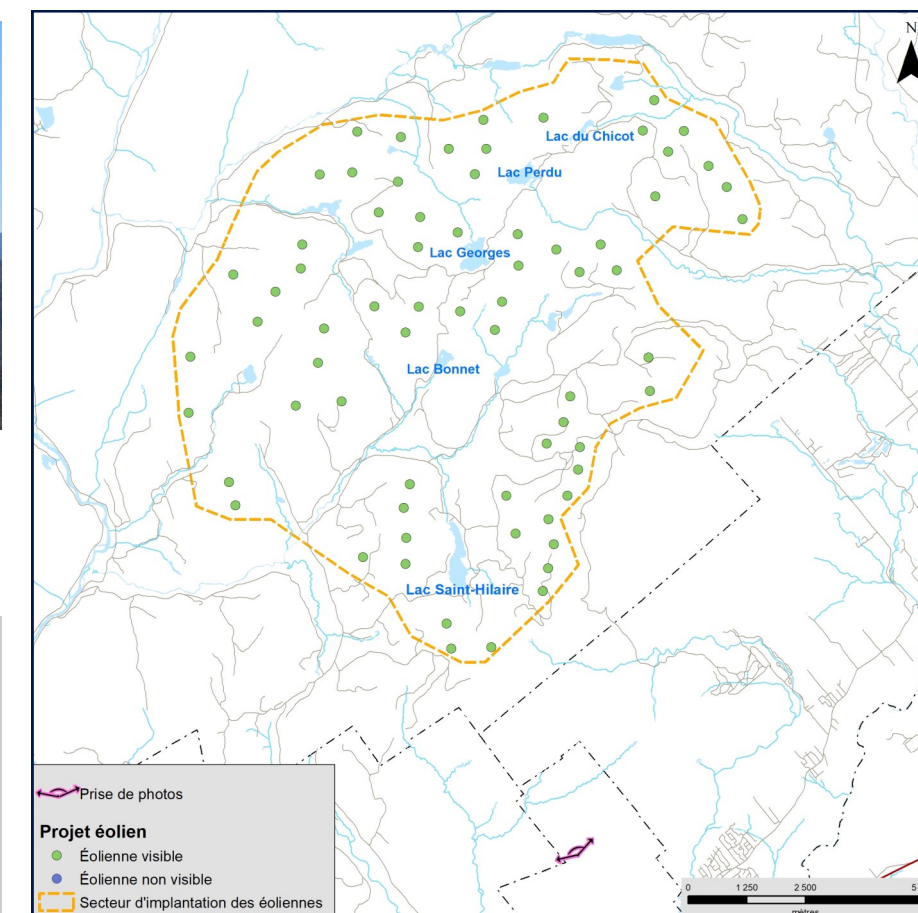 N
Lac du Chicot
Lac Perdu
Lac Georges
Lac Bonnet
Lac Saint-Hilaire
Prise de photos
Projet éolien
Éolienne visible
Éolienne non visible
Secteur d'implantation des éoliennes
0 1 250 2 500 5
mètres